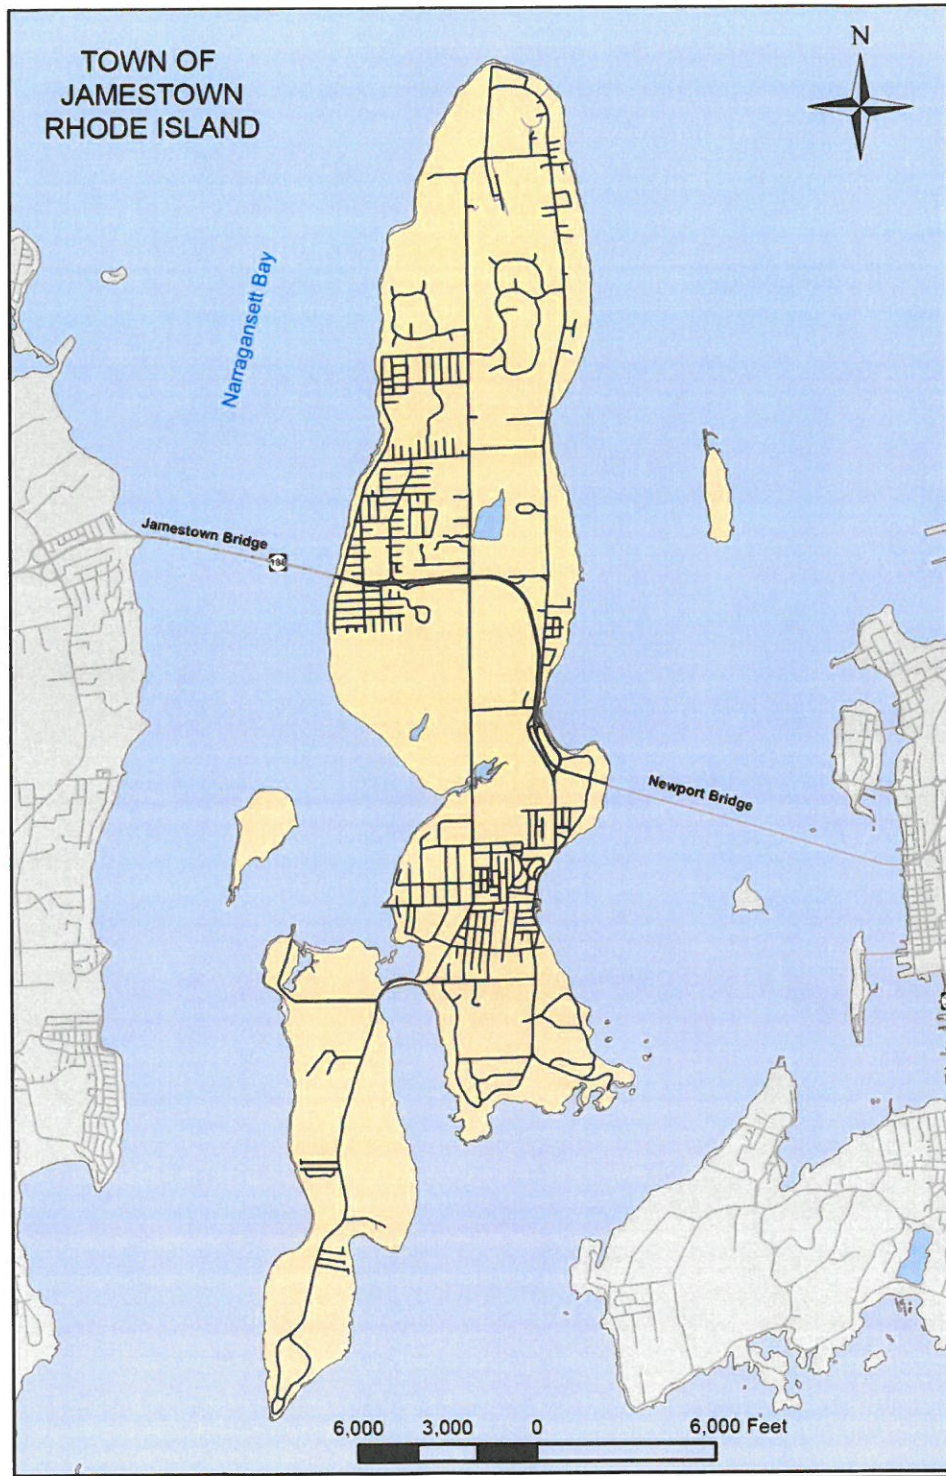 TOWN OF
JAMESTOWN
RHODE ISLAND
N
Narragansett Bay
Jamestown Bridge
138
Newport Bridge
6,000 3,000 0 6,000 Feet